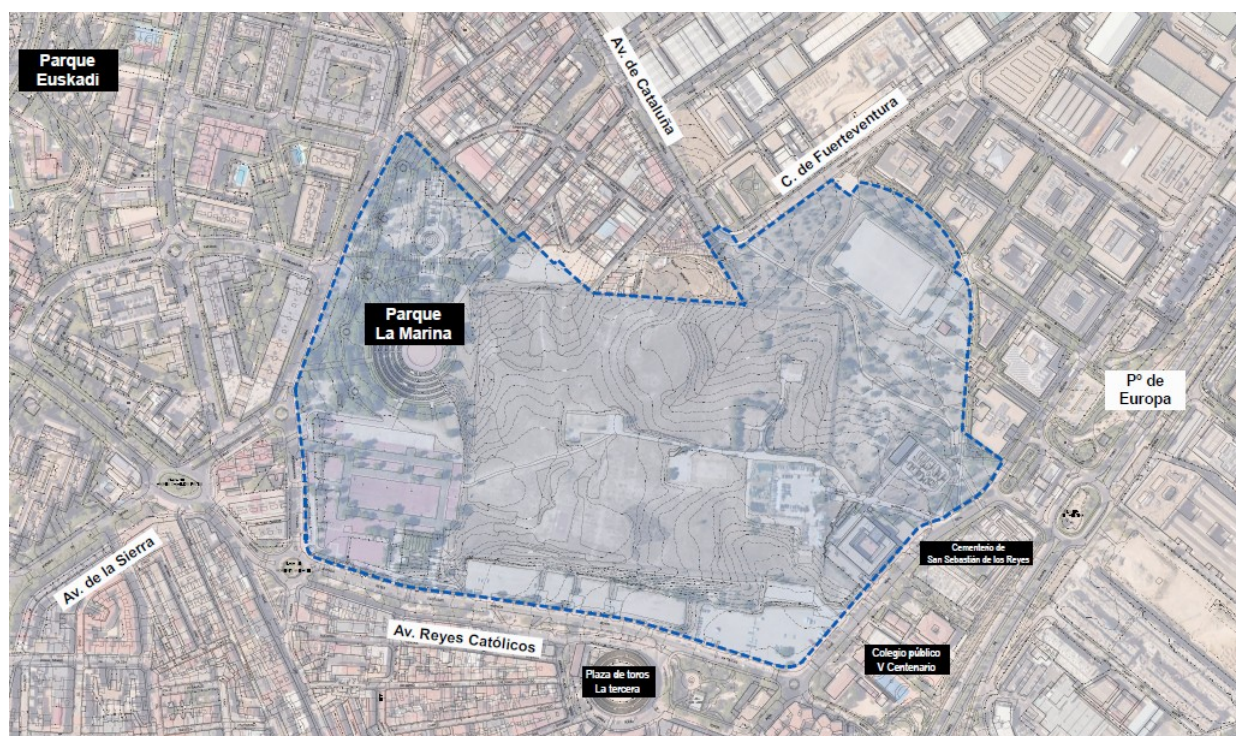 Parque
Euskadi
Av. de Cataluña
C. de Fuerteventura
Parque
La Marina
Pº de
Europa
Av. de la Sierra
Cementerio de
San Sebastián de los Reyes
Av. Reyes Católicos
Colegio público
V Centenario
Plaza de toros
La tercera